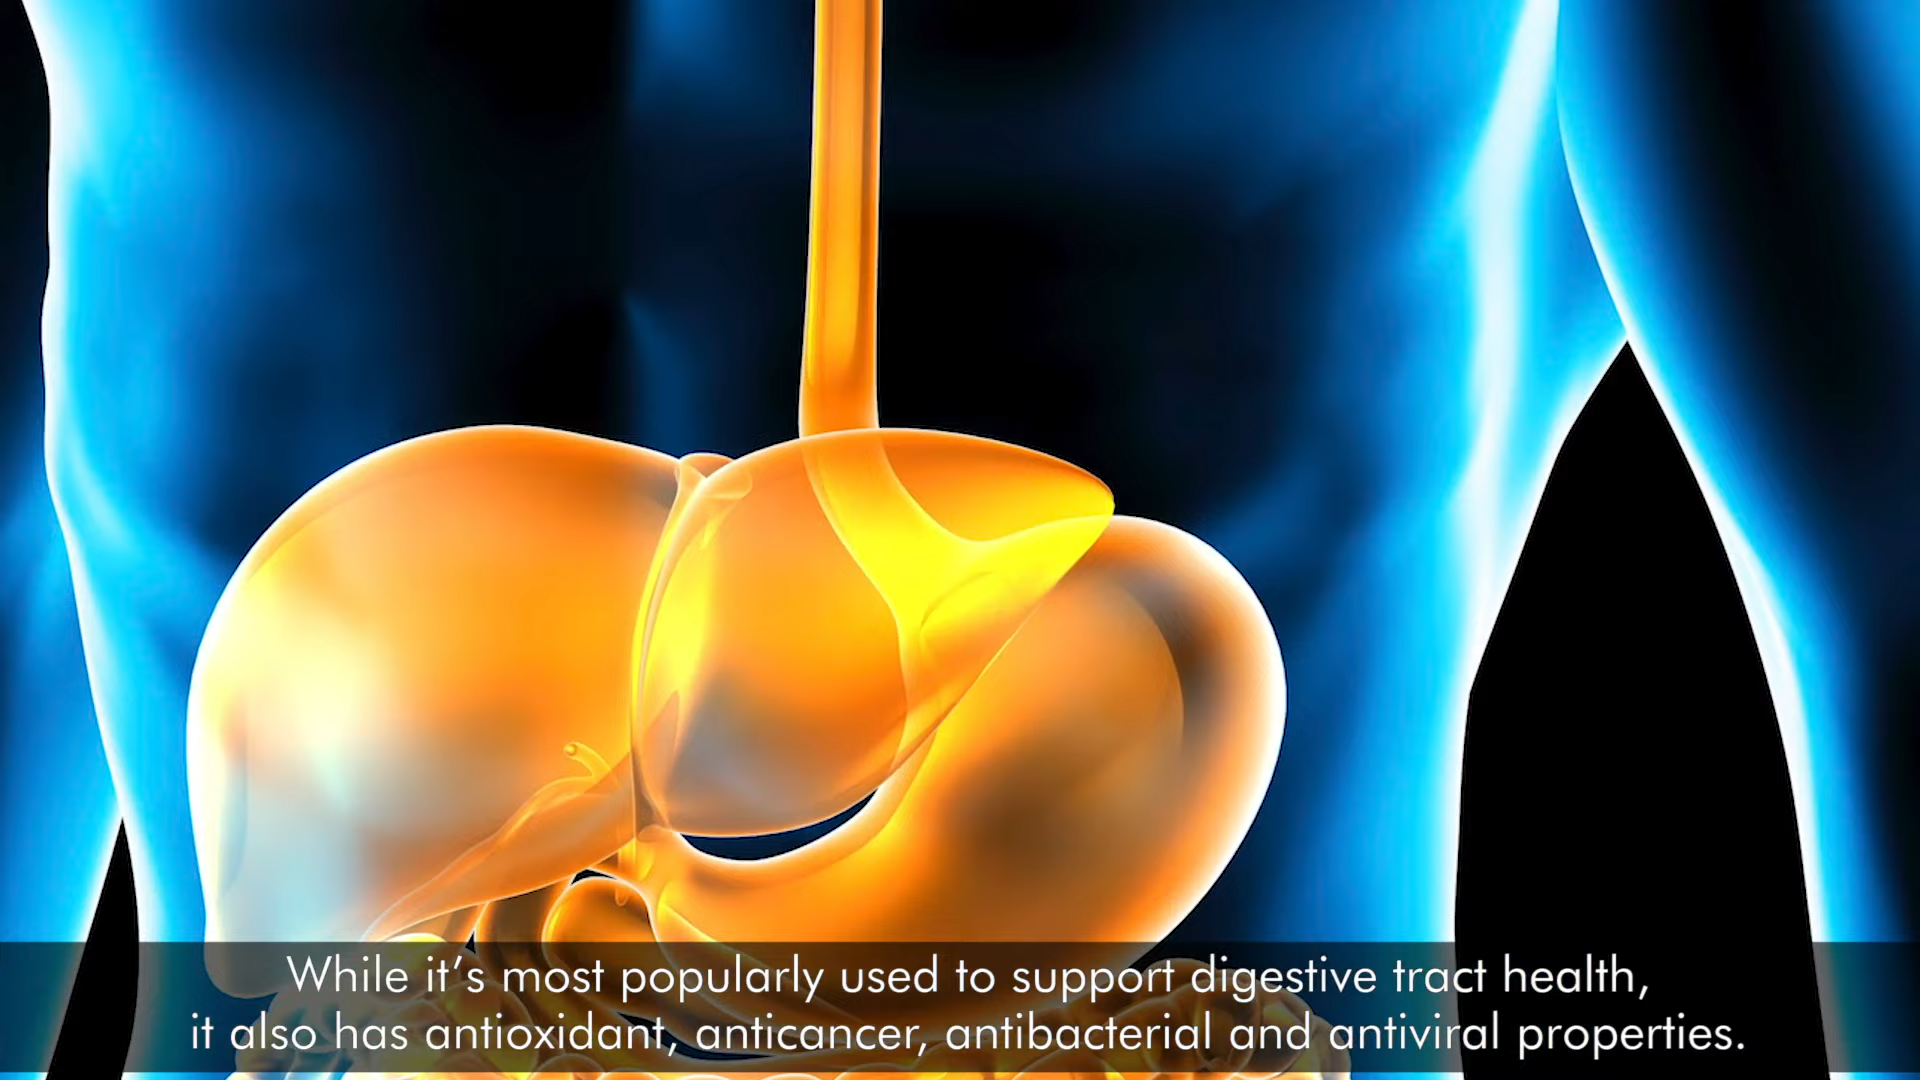 While it‘s most popularly used to support digestive tract health,
it also has antioxidant, anticancer, antibacterial and antiviral properties.